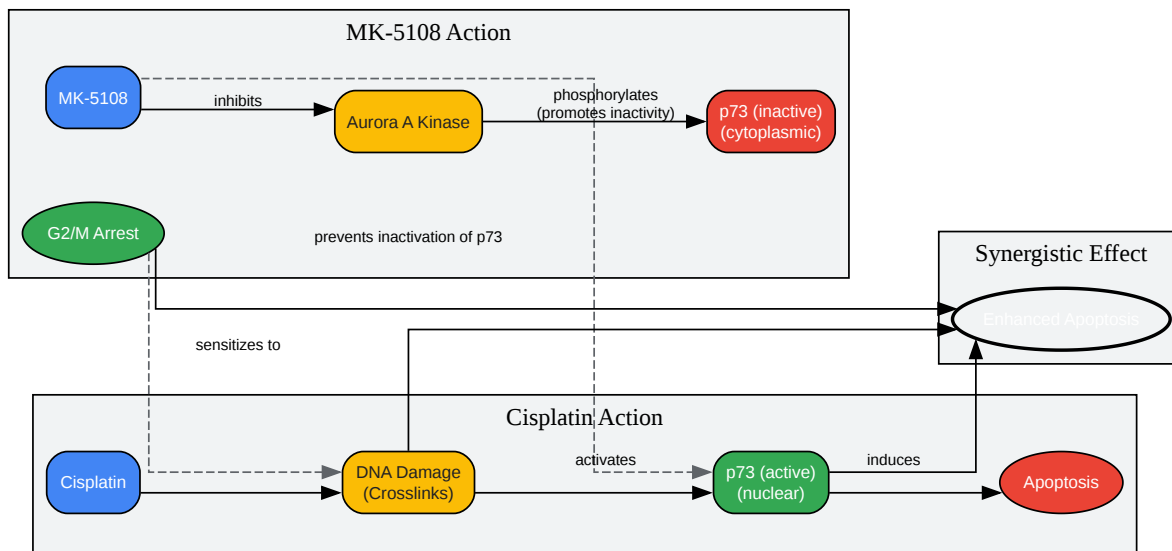 MK-5108 Action
MK-5108
inhibits
Aurora A Kinase
phosphorylates
(promotes inactivity)
p73 (inactive)
(cytoplasmic)
G2/M Arrest
prevents inactivation of p73
Synergistic Effect
Enhanced Apoptosis
sensitizes to
Cisplatin Action
Cisplatin
DNA Damage
(Crosslinks)
activates
p73 (active)
(nuclear)
induces
Apoptosis